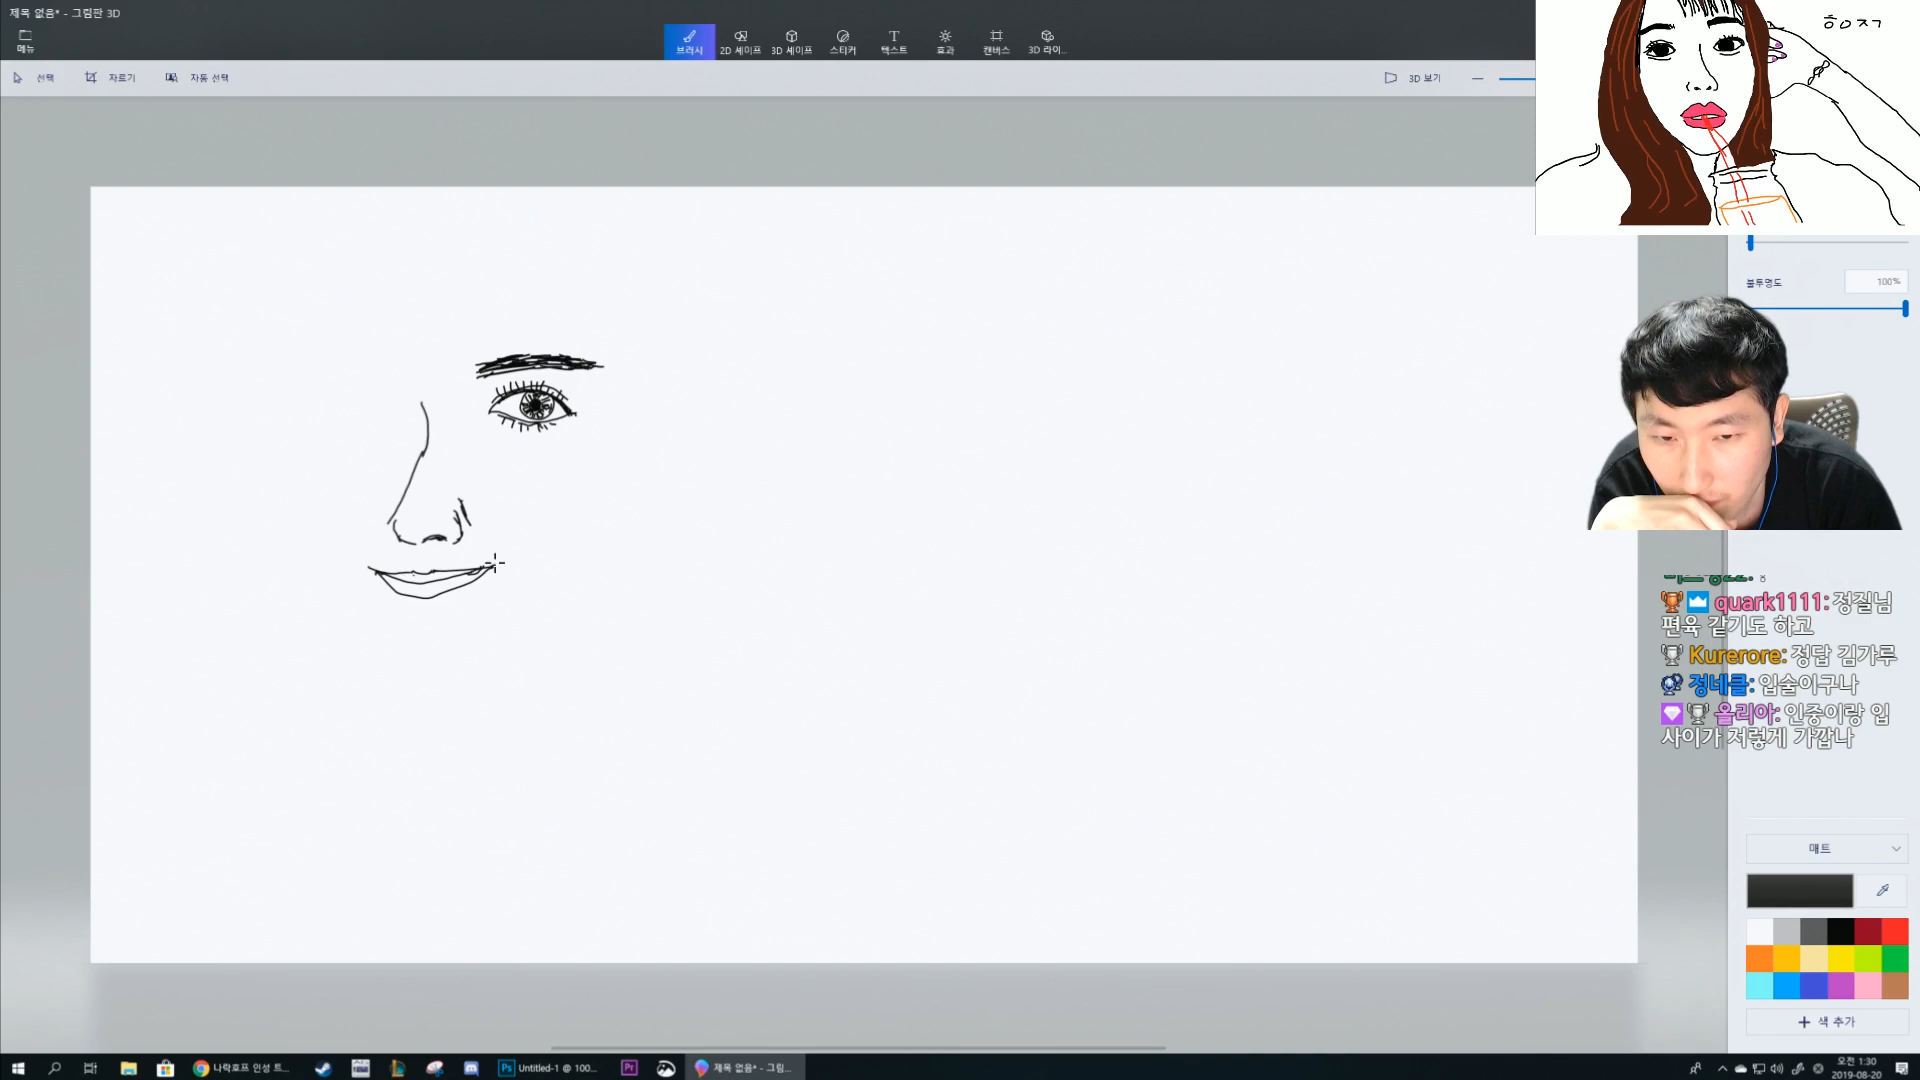 제목 없음* - 그림판 3D
메뉴
브러시
2D 셰이프
3D 셰이프
스티커
텍스트
효과
캔버스
3D 라이...
선택
자르기
자동 선택
3D 보기
불투명도
100%
quark1111: 정질님
편육 같기도 하고
Kurerore: 정답 김가루
정네클: 입술이구나
올리아: 인중이랑 입
사이가 저렇게 가깝나
매트
색 추가
나락호프 인성 트...
Untitled-1 @ 100...
제목 없음* - 그림...
오전 1:30
2019-08-20